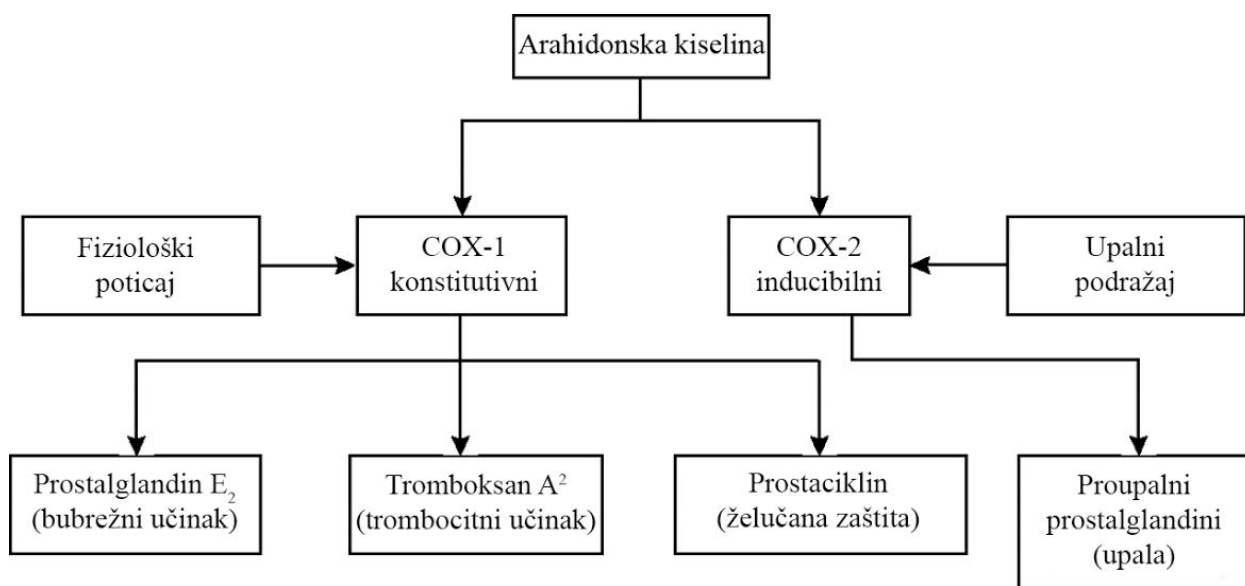 Arahidonska kiselina
Fiziološki
poticaj
COX-1
konstitutivni
COX-2
inducibilni
Upalni
podražaj
Prostalglandin E₂
(bubrežni učinak)
Tromboksan A²
(trombocitni učinak)
Prostaciklin
(želučana zaštita)
Proupalni
prostalglandini
(upala)